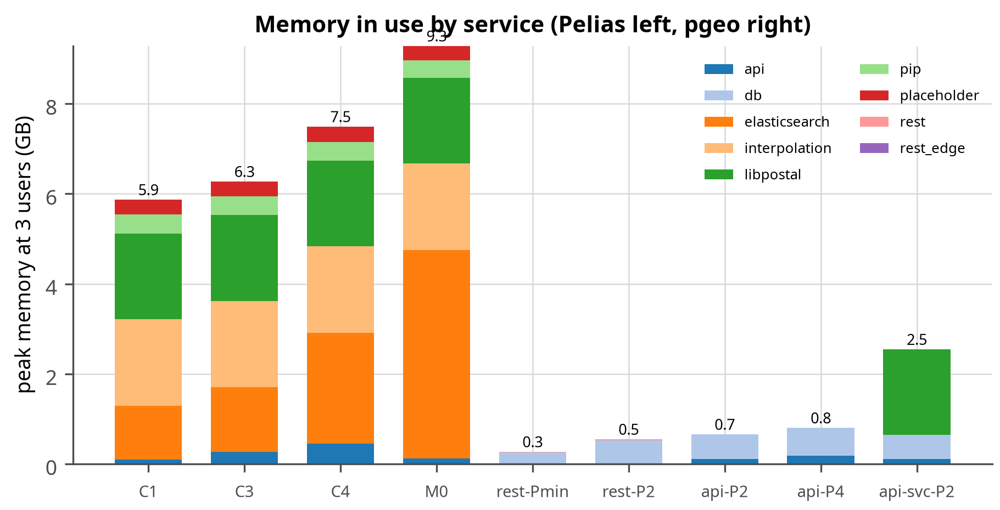 Memory in use by service (Pelias left, pgeo right)
peak memory at 3 users (GB)
8
6
4
2
0
5.9
6.3
7.5
9.3
0.3
0.5
0.7
0.8
2.5
api
db
elasticsearch
interpolation
libpostal
pip
placeholder
rest
rest_edge
C1
C3
C4
M0
rest-Pmin
rest-P2
api-P2
api-P4
api-svc-P2